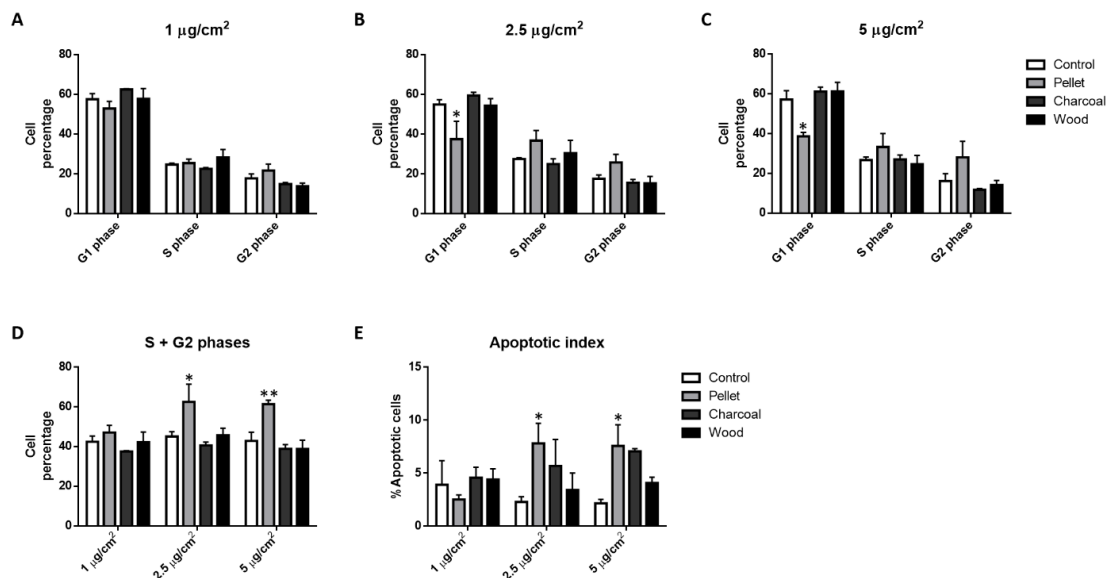 A
1 µg/cm²
Cell percentage
80
60
40
20
0
G1 phase
S phase
G2 phase
B
2.5 µg/cm²
Cell percentage
80
60
40
20
0
*
G1 phase
S phase
G2 phase
C
5 µg/cm²
Cell percentage
80
60
40
20
0
*
G1 phase
S phase
G2 phase
Control
Pellet
Charcoal
Wood
D
S + G2 phases
Cell percentage
80
60
40
20
0
*
**
1 µg/cm²
2.5 µg/cm²
5 µg/cm²
E
Apoptotic index
% Apoptotic cells
15
10
5
0
*
*
1 µg/cm²
2.5 µg/cm²
5 µg/cm²
Control
Pellet
Charcoal
Wood